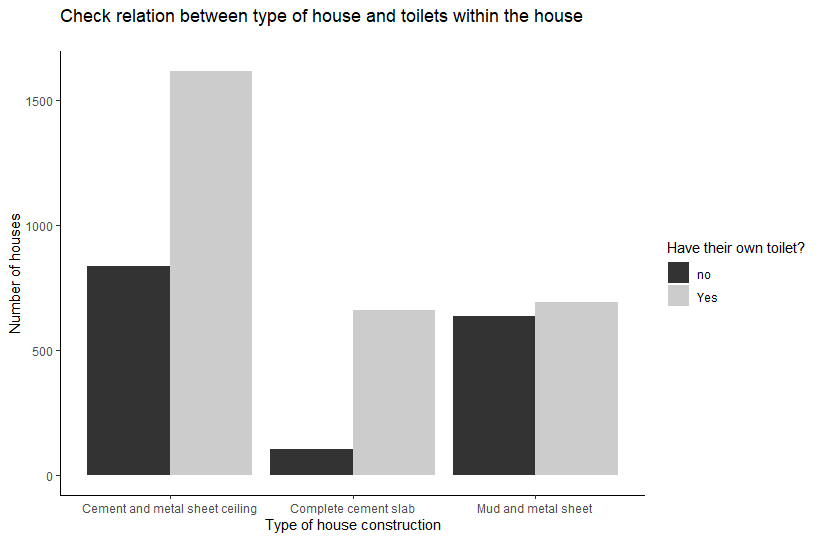 Check relation between type of house and toilets within the house
Number of houses
1500
1000
500
0
Cement and metal sheet ceiling
Complete cement slab
Mud and metal sheet
Type of house construction
Have their own toilet?
no
Yes